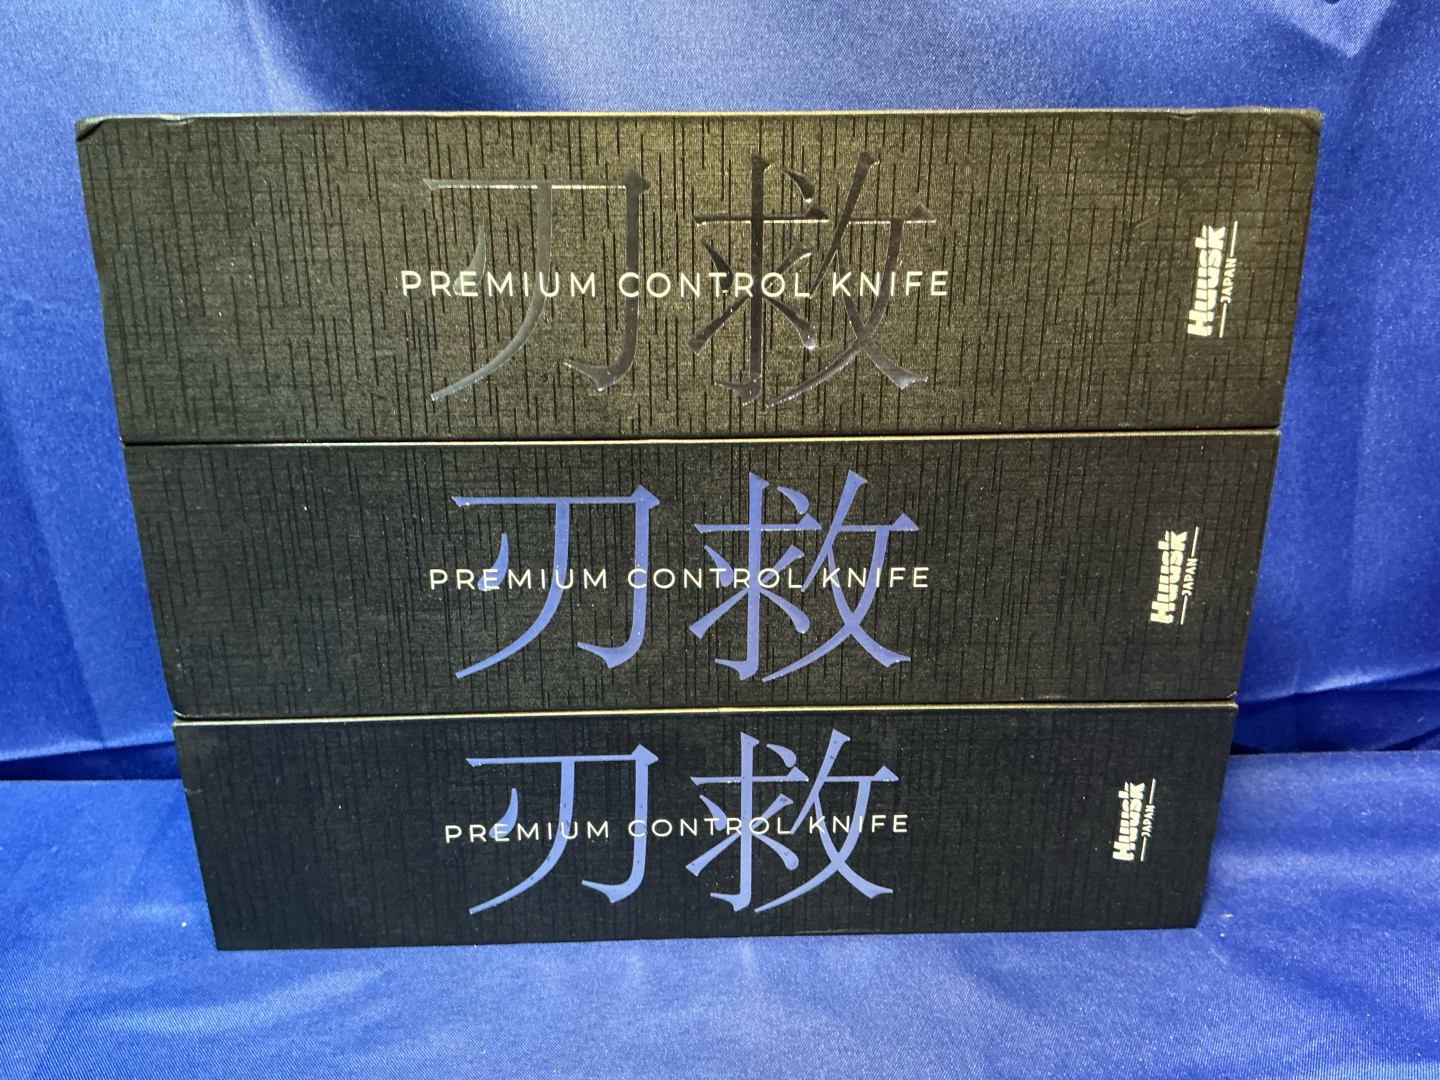 刃救
PREMIUM CONTROL KNIFE
Huusk
JAPAN
刃救
PREMIUM CONTROL KNIFE
Huusk
JAPAN
刃救
PREMIUM CONTROL KNIFE
Huusk
JAPAN